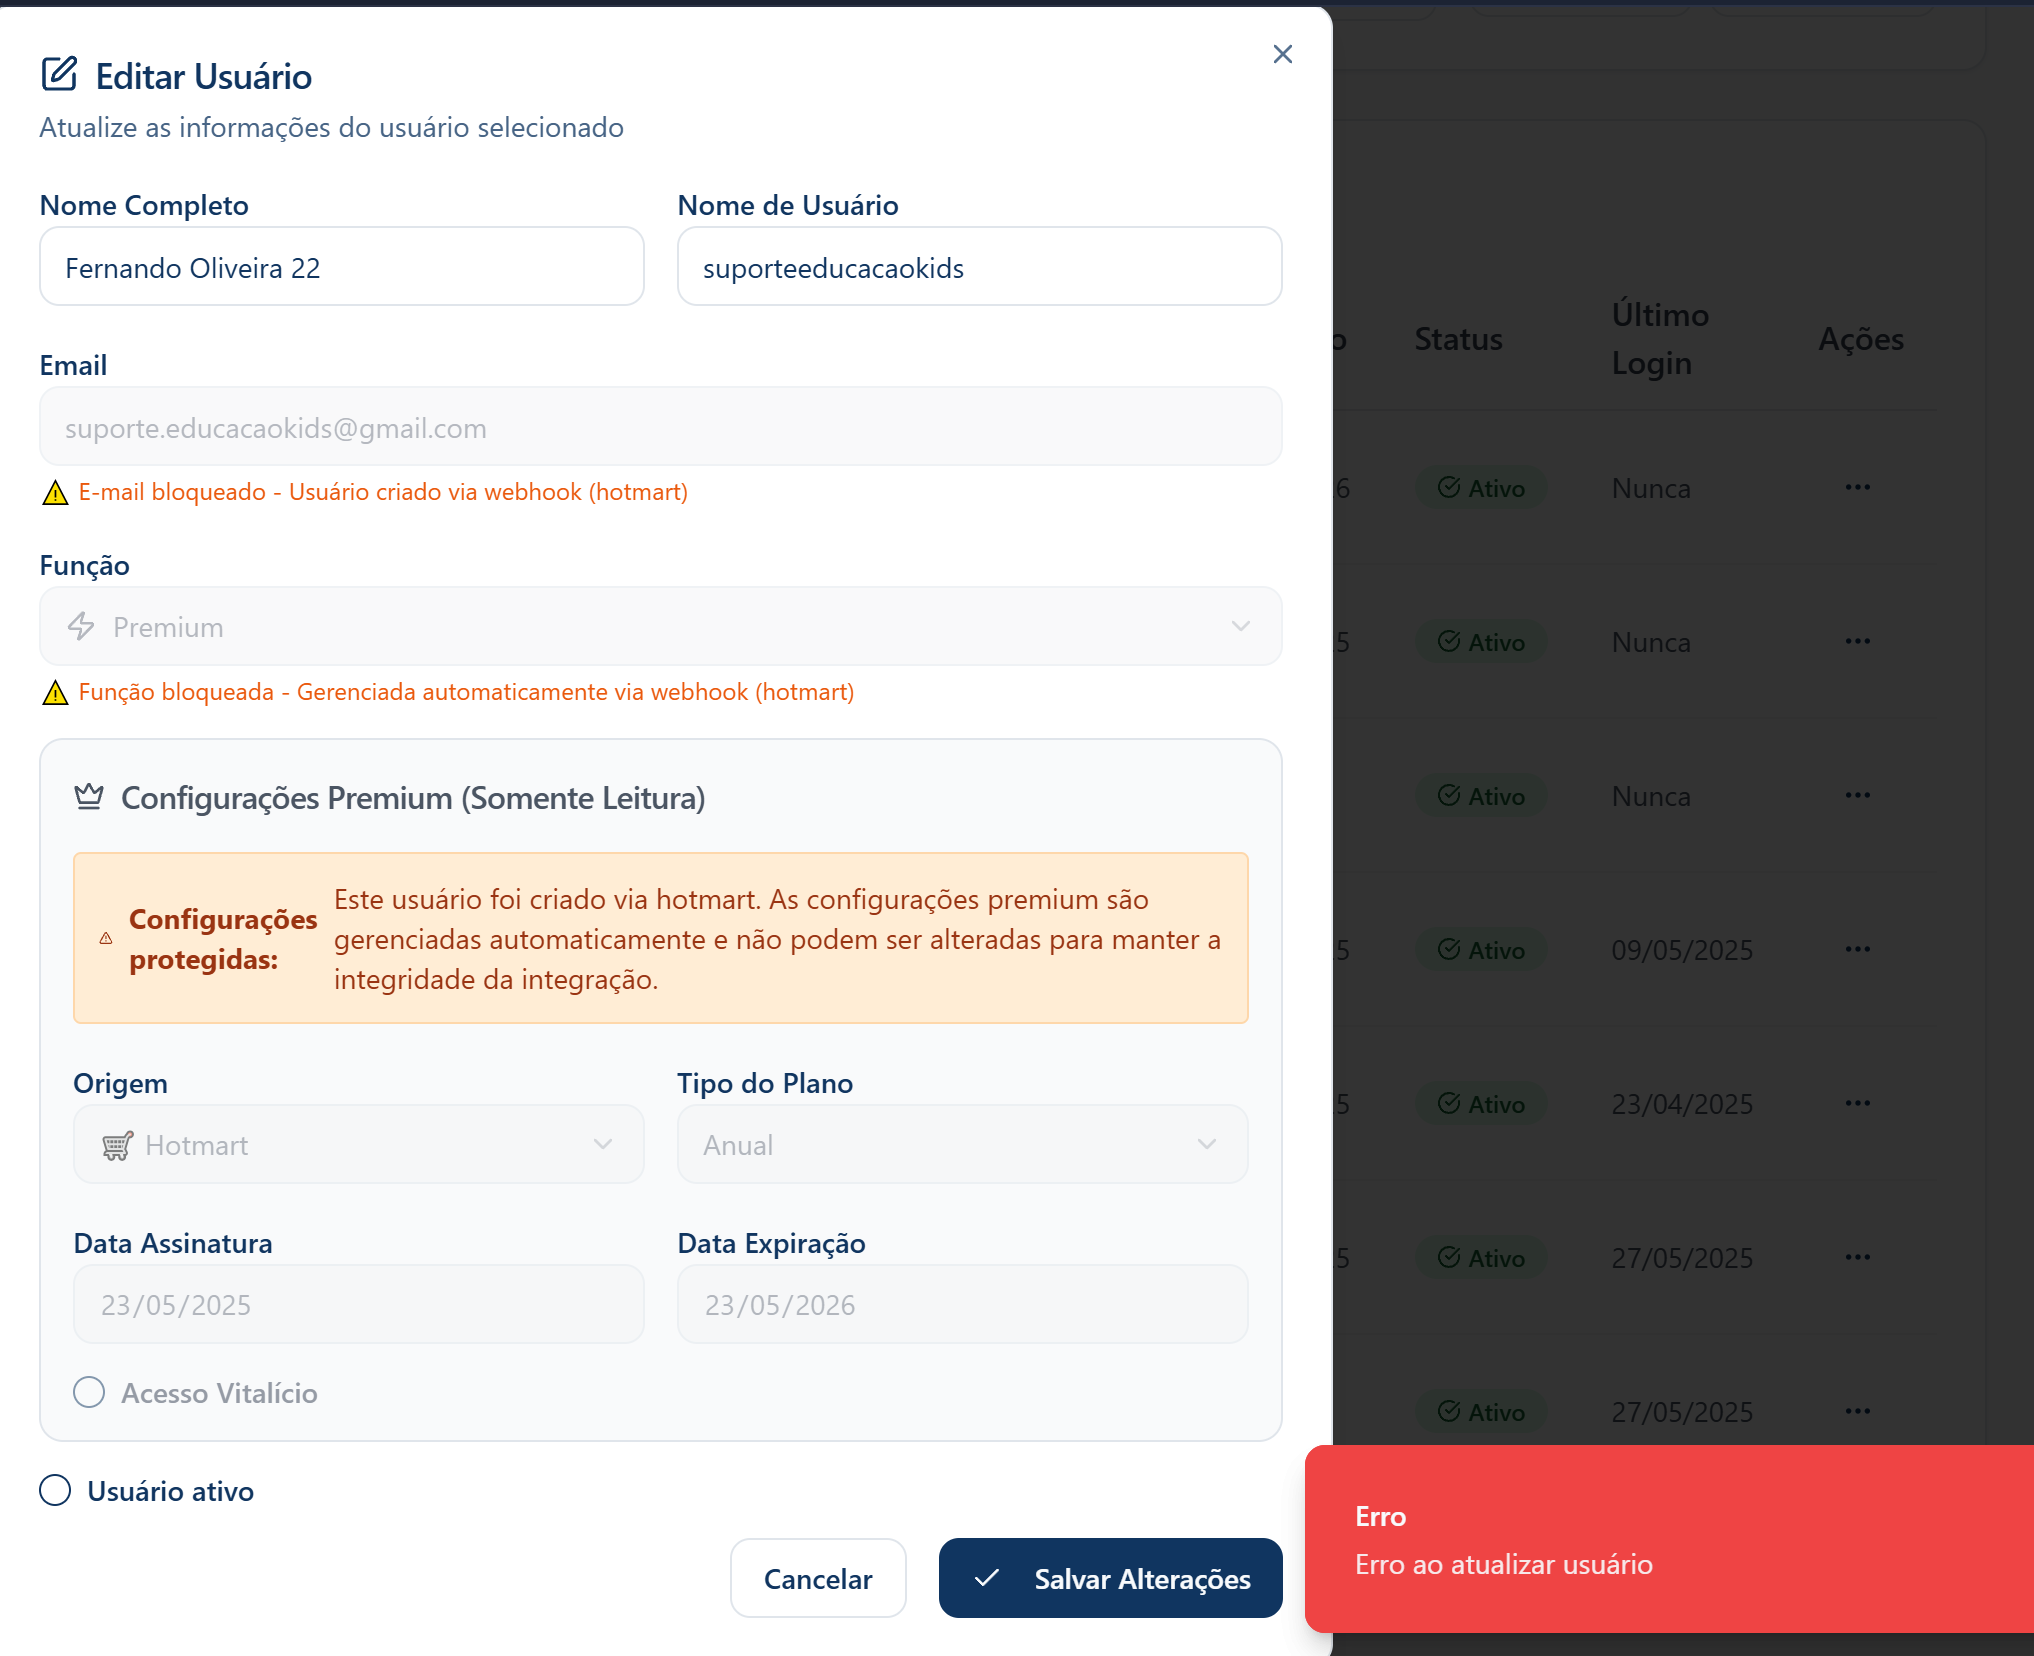 Editar Usuário
Atualize as informações do usuário selecionado
Nome Completo
Nome de Usuário
Fernando Oliveira 22
suporteeducacaokids
Email
suporte.educacaokids@gmail.com
E-mail bloqueado - Usuário criado via webhook (hotmart)
Função
Premium
Função bloqueada - Gerenciada automaticamente via webhook (hotmart)
Configurações Premium (Somente Leitura)
Configurações
protegidas:
Este usuário foi criado via hotmart. As configurações premium são
gerenciadas automaticamente e não podem ser alteradas para manter a
integridade da integração.
Origem
Tipo do Plano
Hotmart
Anual
Data Assinatura
Data Expiração
23/05/2025
23/05/2026
Acesso Vitalício
Usuário ativo
Cancelar
Salvar Alterações
Status
Último
Login
Ações
Ativo
Nunca
Ativo
Nunca
Ativo
Nunca
Ativo
09/05/2025
Ativo
23/04/2025
Ativo
27/05/2025
Ativo
27/05/2025
Erro
Erro ao atualizar usuário